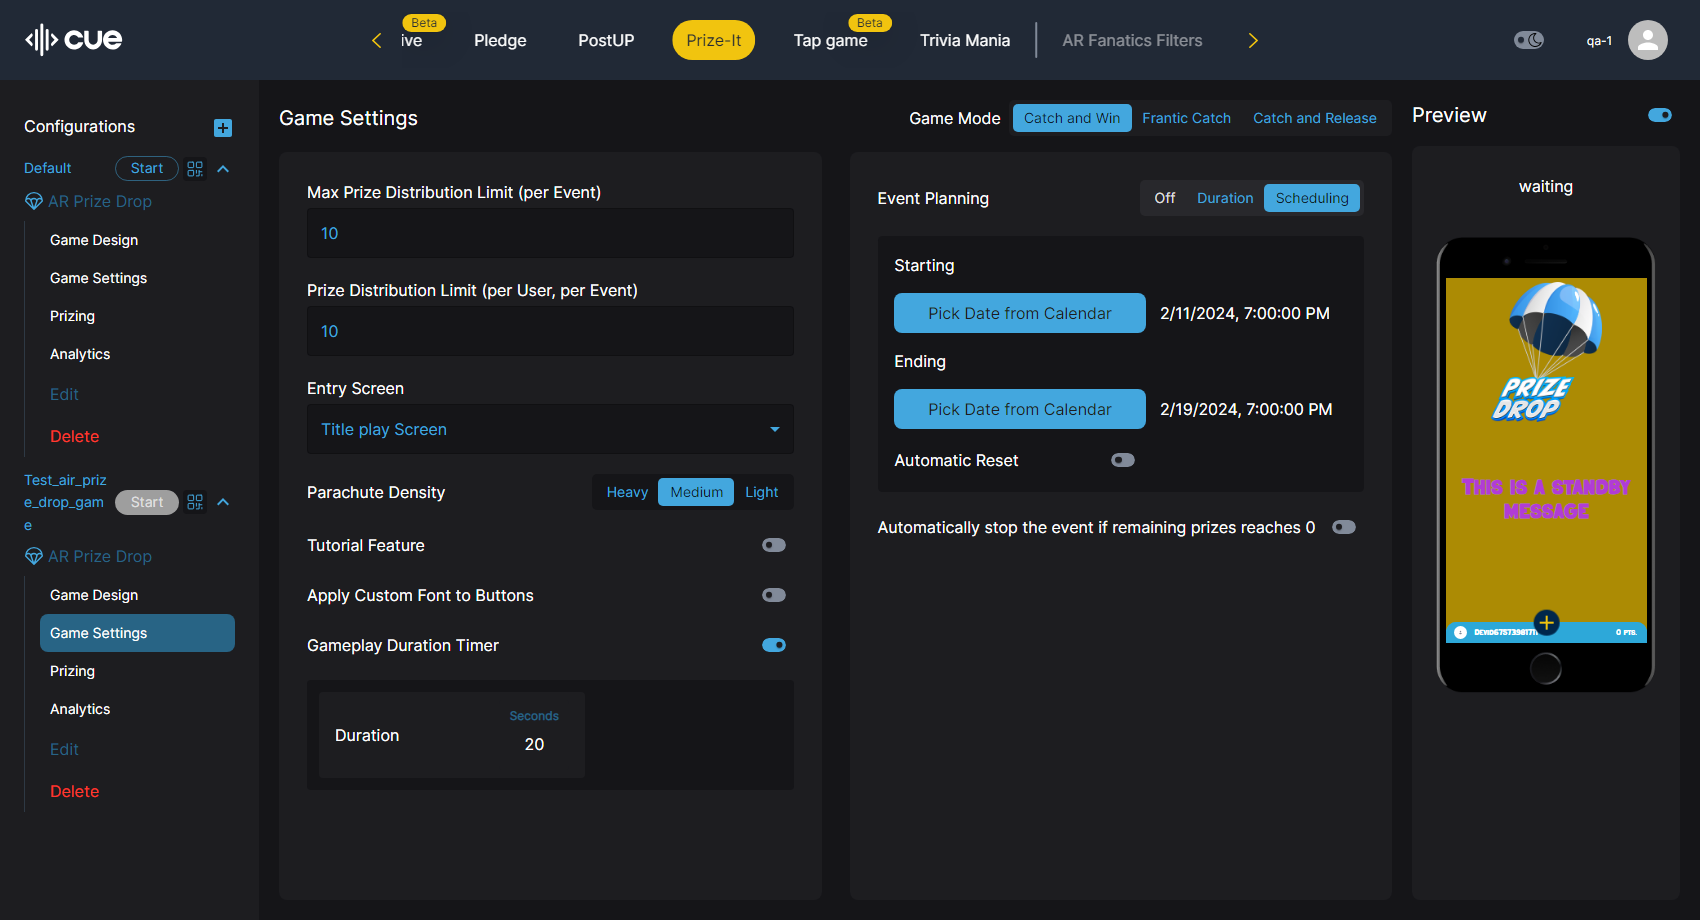 cue
ive
Beta
Pledge
PostUP
Prize-It
Tap game
Beta
Trivia Mania
AR Fanatics Filters
qa-1
Configurations
Default
Start
AR Prize Drop
Game Design
Game Settings
Prizing
Analytics
Edit
Delete
Test_air_priz
e_drop_gam
e
Start
AR Prize Drop
Game Design
Game Settings
Prizing
Analytics
Edit
Delete
Game Settings
Game Mode
Catch and Win
Frantic Catch
Catch and Release
Max Prize Distribution Limit (per Event)
10
Prize Distribution Limit (per User, per Event)
10
Entry Screen
Title play Screen
Parachute Density
Heavy
Medium
Light
Tutorial Feature
Apply Custom Font to Buttons
Gameplay Duration Timer
Duration
Seconds
20
Event Planning
Off
Duration
Scheduling
Starting
Pick Date from Calendar
2/11/2024, 7:00:00 PM
Ending
Pick Date from Calendar
2/19/2024, 7:00:00 PM
Automatic Reset
Automatically stop the event if remaining prizes reaches 0
Preview
waiting
PRIZE
DROP
THIS IS A STANDBY
MESSAGE
0 PTS.